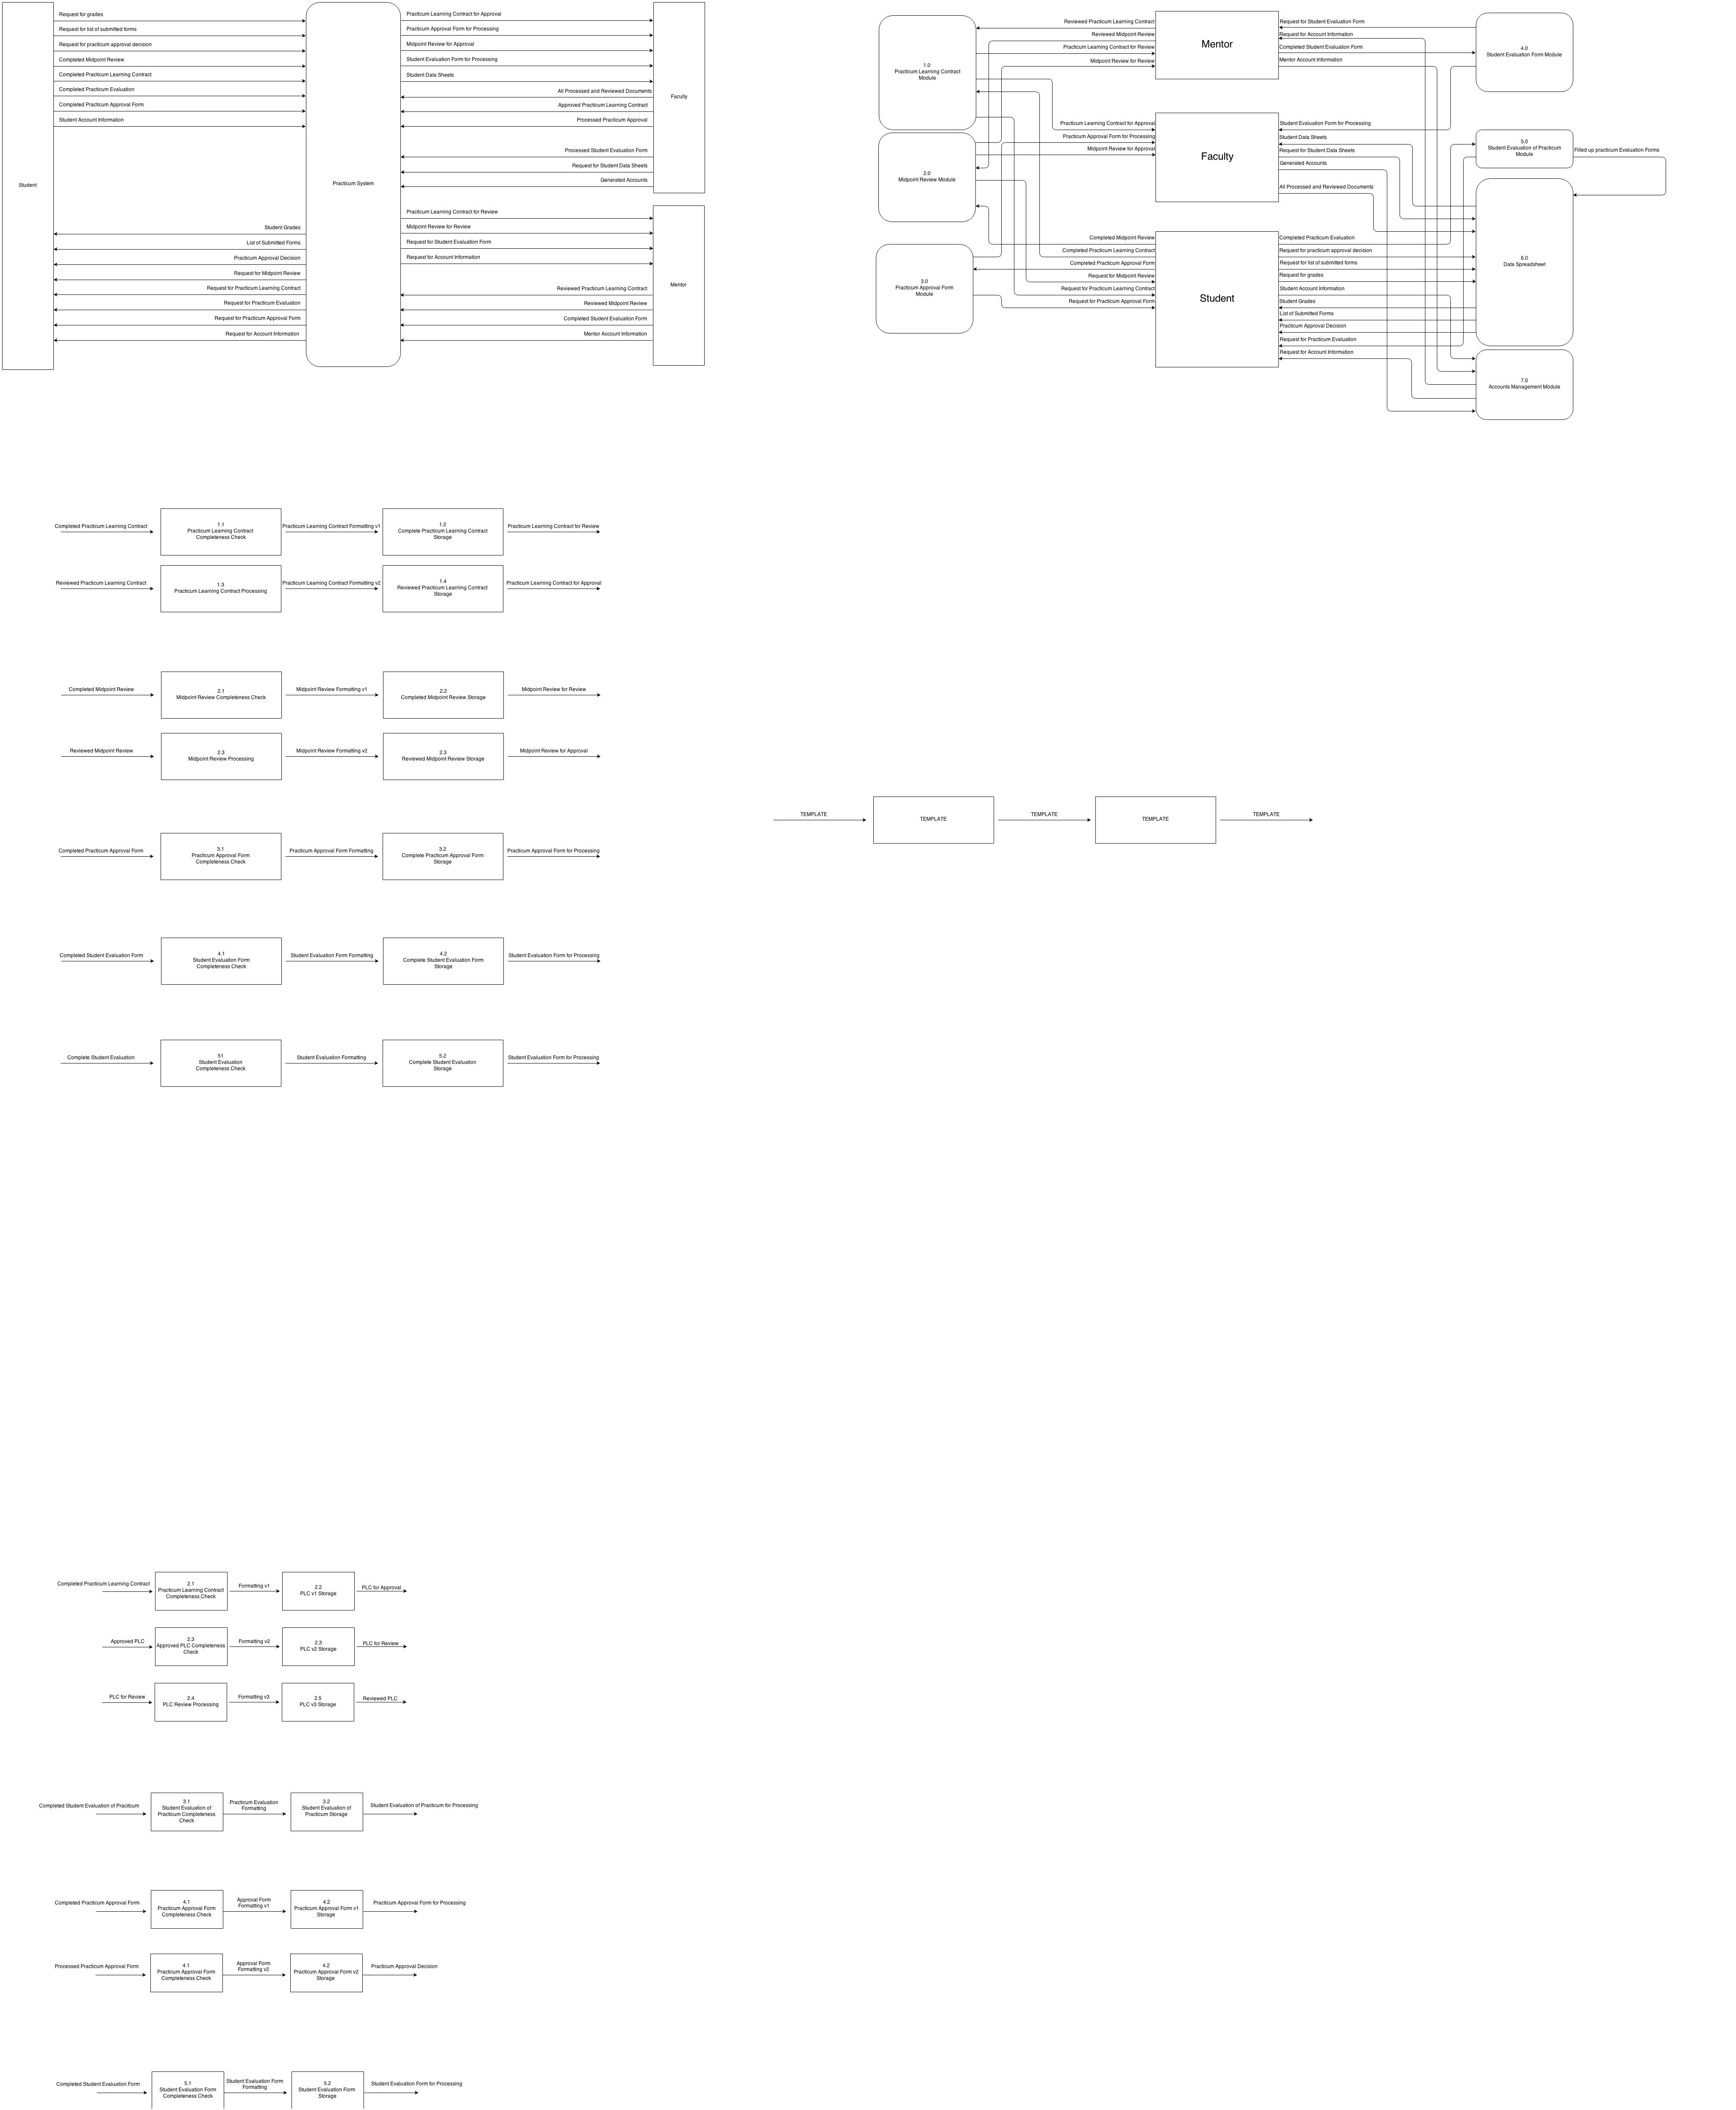 Student
Request for grades
Request for list of submitted forms
Request for practicum approval decision
Completed Midpoint Review
Completed Practicum Learning Contract
Completed Practicum Evaluation
Completed Practicum Approval Form
Student Account Information
Student Grades
List of Submitted Forms
Practicum Approval Decision
Request for Midpoint Review
Request for Practicum Learning Contract
Request for Practicum Evaluation
Request for Practicum Approval Form
Request for Account Information
Practicum System
Practicum Learning Contract for Approval
Practicum Approval Form for Processing
Midpoint Review for Approval
Student Evaluation Form for Processing
Student Data Sheets
All Processed and Reviewed Documents
Approved Practicum Learning Contract
Processed Practicum Approval
Processed Student Evaluation Form
Request for Student Data Sheets
Generated Accounts
Faculty
Practicum Learning Contract for Review
Midpoint Review for Review
Request for Student Evaluation Form
Request for Account Information
Reviewed Practicum Learning Contract
Reviewed Midpoint Review
Completed Student Evaluation Form
Mentor Account Information
Mentor
1.0
Practicum Learning Contract
Module
2.0
Midpoint Review Module
3.0
Practicum Approval Form
Module
Reviewed Practicum Learning Contract
Reviewed Midpoint Review
Practicum Learning Contract for Review
Midpoint Review for Review
Mentor
Request for Student Evaluation Form
Request for Account Information
Completed Student Evaluation Form
Mentor Account Information
Practicum Learning Contract for Approval
Practicum Approval Form for Processing
Midpoint Review for Approval
Faculty
Student Evaluation Form for Processing
Student Data Sheets
Request for Student Data Sheets
Generated Accounts
All Processed and Reviewed Documents
Completed Midpoint Review
Completed Practicum Learning Contract
Completed Practicum Approval Form
Request for Midpoint Review
Request for Practicum Learning Contract
Request for Practicum Approval Form
Student
Completed Practicum Evaluation
Request for practicum approval decision
Request for list of submitted forms
Request for grades
Student Account Information
Student Grades
List of Submitted Forms
Practicum Approval Decision
Request for Practicum Evaluation
Request for Account Information
4.0
Student Evaluation Form Module
5.0
Student Evaluation of Practicum
Module
Filled up practicum Evaluation Forms
6.0
Data Spreadsheet
7.0
Accounts Management Module
Completed Practicum Learning Contract
1.1
Practicum Learning Contract
Completeness Check
Practicum Learning Contract Formatting v1
1.2
Complete Practicum Learning Contract
Storage
Practicum Learning Contract for Review
Reviewed Practicum Learning Contract
1.3
Practicum Learning Contract Processing
Practicum Learning Contract Formatting v2
1.4
Reviewed Practicum Learning Contract
Storage
Practicum Learning Contract for Approval
Completed Midpoint Review
2.1
Midpoint Review Completeness Check
Midpoint Review Formatting v1
2.2
Completed Midpoint Review Storage
Midpoint Review for Review
Reviewed Midpoint Review
2.3
Midpoint Review Processing
Midpoint Review Formatting v2
2.3
Reviewed Midpoint Review Storage
Midpoint Review for Approval
TEMPLATE
TEMPLATE
TEMPLATE
TEMPLATE
TEMPLATE
Completed Practicum Approval Form
3.1
Practicum Approval Form
Completeness Check
Practicum Approval Form Formatting
3.2
Complete Practicum Approval Form
Storage
Practicum Approval Form for Processing
Completed Student Evaluation Form
4.1
Student Evaluation Form
Completeness Check
Student Evaluation Form Formatting
4.2
Complete Student Evaluation Form
Storage
Student Evaluation Form for Processing
Complete Student Evaluation
51
Student Evaluation
Completeness Check
Student Evaluation Formatting
5.2
Complete Student Evaluation
Storage
Student Evaluation Form for Processing
Completed Practicum Learning Contract
2.1
Practicum Learning Contract
Completeness Check
Formatting v1
2.2
PLC v1 Storage
PLC for Approval
Approved PLC
2.3
Approved PLC Completeness
Check
Formatting v2
2.3
PLC v2 Storage
PLC for Review
PLC for Review
2.4
PLC Review Processing
Formatting v3
2.5
PLC v3 Storage
Reviewed PLC
Completed Student Evaluation of Pracitcum
3.1
Student Evaluation of
Practicum Completeness
Check
Practicum Evaluation
Formatting
3.2
Student Evaluation of
Practicum Storage
Student Evaluation of Practicum for Processing
Completed Practicum Approval Form
4.1
Practicum Approval Form
Completeness Check
Approval Form
Formatting v1
4.2
Practicum Approval Form v1
Storage
Practicum Approval Form for Processing
Processed Practicum Approval Form
4.1
Practicum Approval Form
Completeness Check
Approval Form
Formatting v2
4.2
Practicum Approval Form v2
Storage
Practicum Approval Decision
Completed Student Evaluation Form
5.1
Student Evaluation Form
Completeness Check
Student Evaluation Form
Formatting
5.2
Student Evaluation Form
Storage
Student Evaluation Form for Processing